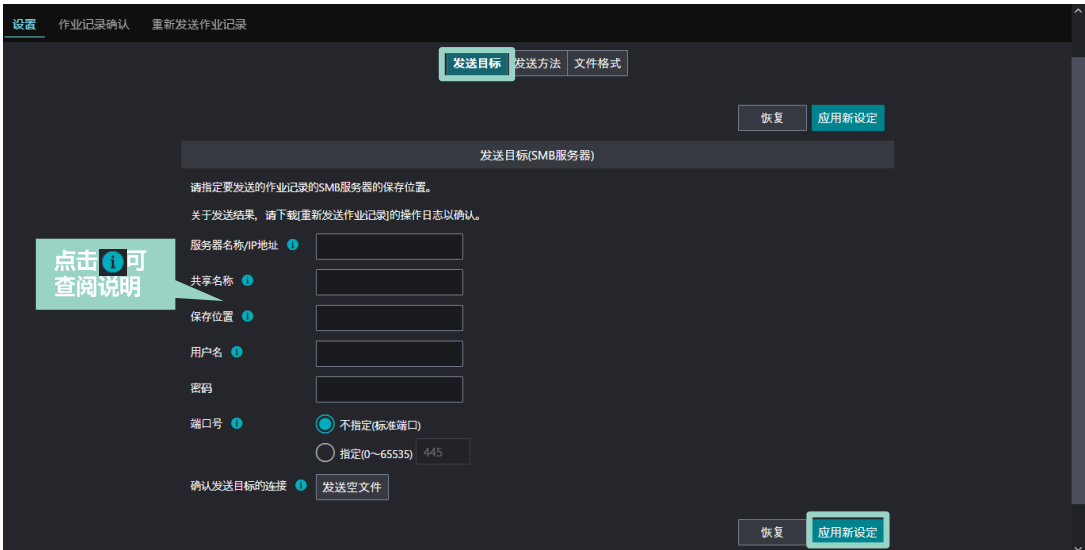 设置 作业记录确认 重新发送作业记录
发送目标 发送方法 文件格式
恢复 应用新设定
发送目标(SMB服务器)
请指定要发送的作业记录的SMB服务器的保存位置。
关于发送结果，请下载[重新发送作业记录]的操作日志以确认。
服务器名称/IP地址 i
点击 i 可
查阅说明
共享名称 i
保存位置 i
用户名 i
密码
端口号 i 不指定(标准端口)
指定(0～65535) 445
确认发送目标的连接 i 发送空文件
恢复 应用新设定